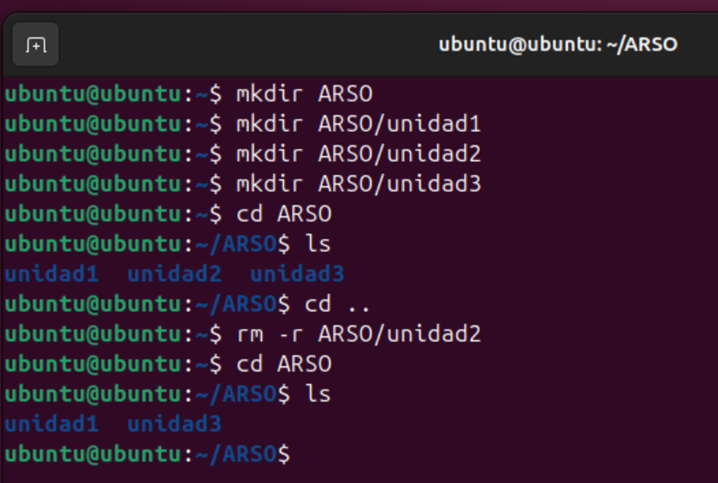 ubuntu@ubuntu: ~/ARSO
ubuntu@ubuntu:~$ mkdir ARSO
ubuntu@ubuntu:~$ mkdir ARSO/unidad1
ubuntu@ubuntu:~$ mkdir ARSO/unidad2
ubuntu@ubuntu:~$ mkdir ARSO/unidad3
ubuntu@ubuntu:~$ cd ARSO
ubuntu@ubuntu:~/ARSO$ ls
unidad1  unidad2  unidad3
ubuntu@ubuntu:~/ARSO$ cd ..
ubuntu@ubuntu:~$ rm -r ARSO/unidad2
ubuntu@ubuntu:~$ cd ARSO
ubuntu@ubuntu:~/ARSO$ ls
unidad1  unidad3
ubuntu@ubuntu:~/ARSO$